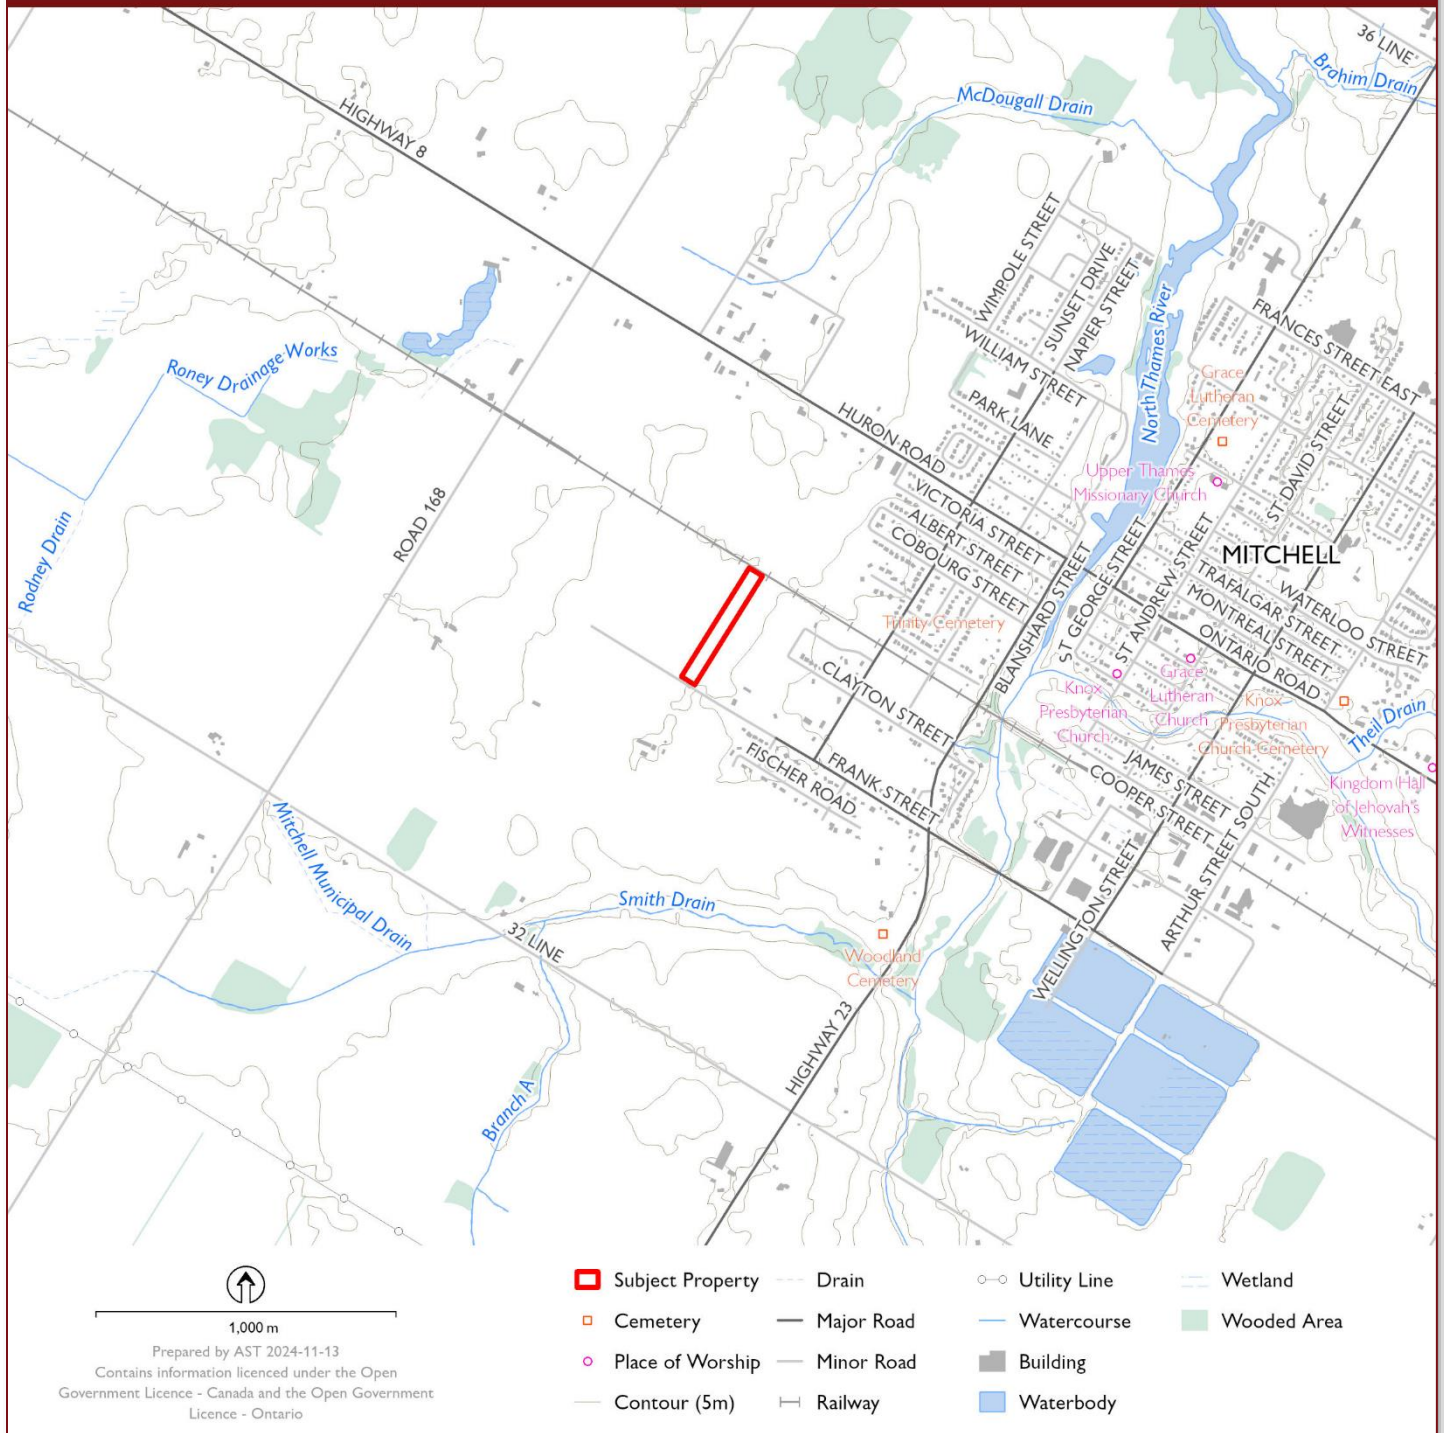 36 LINE
Brahim Drain
McDougall Drain
HIGHWAY 8
WIMPOLE STREET
SUNSET DRIVE
NAPIER STREET
North Thames River
FRANCES STREET EAST
WILLIAM STREET
Roney Drainage Works
Grace
Lutheran
Cemetery
PARK LANE
HURON ROAD
ST DAVID STREET
Upper Thames
Missionary Church
VICTORIA STREET
ALBERT STREET
COBOURG STREET
ROAD 168
Rodney Drain
MITCHELL
ST ANDREW STREET
ST GEORGE STREET
BLANSHARD STREET
TRAFALGAR STREET
WATERLOO STREET
MONTREAL STREET
ONTARIO ROAD
Trinity Cemetery
CLAYTON STREET
Knox
Presbyterian
Church
Grace
Lutheran
Church
Knox
Presbyterian
Church Cemetery
Theil Drain
FISCHER ROAD
FRANK STREET
JAMES STREET
COOPER STREET
ARTHUR STREET SOUTH
Kingdom Hall
of Jehovah's
Witnesses
Mitchell Municipal Drain
Smith Drain
32 LINE
WELLINGTON STREET
Woodland
Cemetery
HIGHWAY 23
Branch A
1,000 m
Prepared by AST 2024-11-13
Contains information licenced under the Open
Government Licence - Canada and the Open Government
Licence - Ontario
Subject Property
Cemetery
Place of Worship
Contour (5m)
Drain
Major Road
Minor Road
Railway
Utility Line
Watercourse
Building
Waterbody
Wetland
Wooded Area